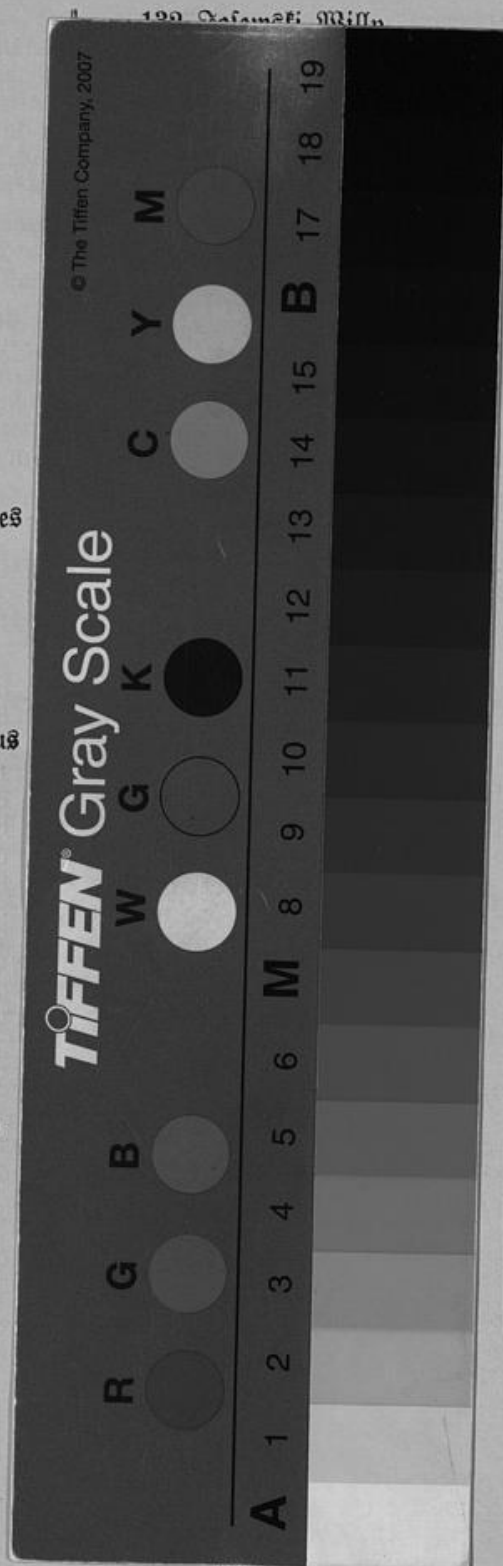 © The Tiffen Company, 2007
TIFFEN® Gray Scale
R G B W G K C Y M
A 1 2 3 4 5 6 M 8 9 10 11 12 13 14 15 B 17 18 19
es